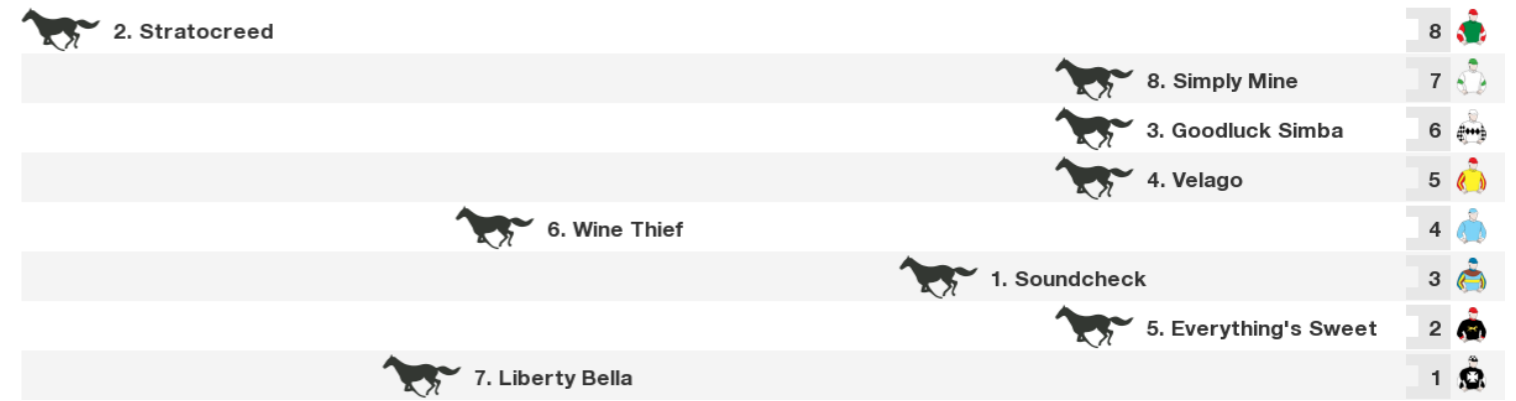 2. Stratocreed 8
8. Simply Mine 7
3. Goodluck Simba 6
4. Velago 5
6. Wine Thief 4
1. Soundcheck 3
5. Everything's Sweet 2
7. Liberty Bella 1